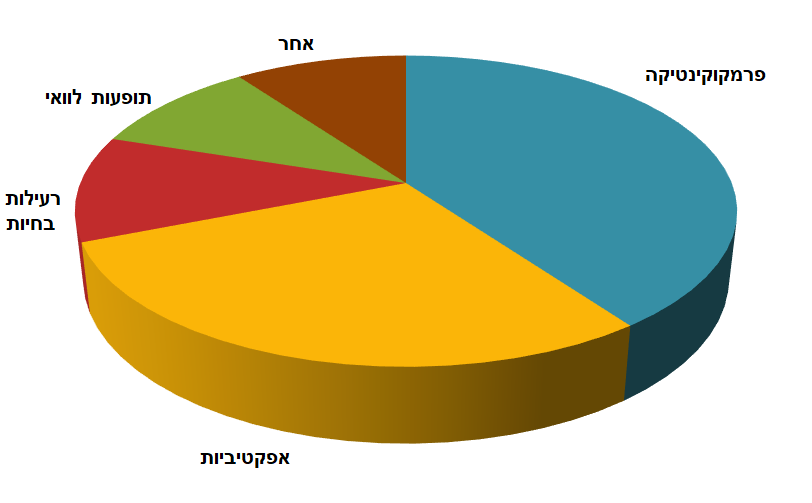 אחר
פרמקוקינטיקה
תופעות לוואי
רעילות
בחיות
אפקטיביות